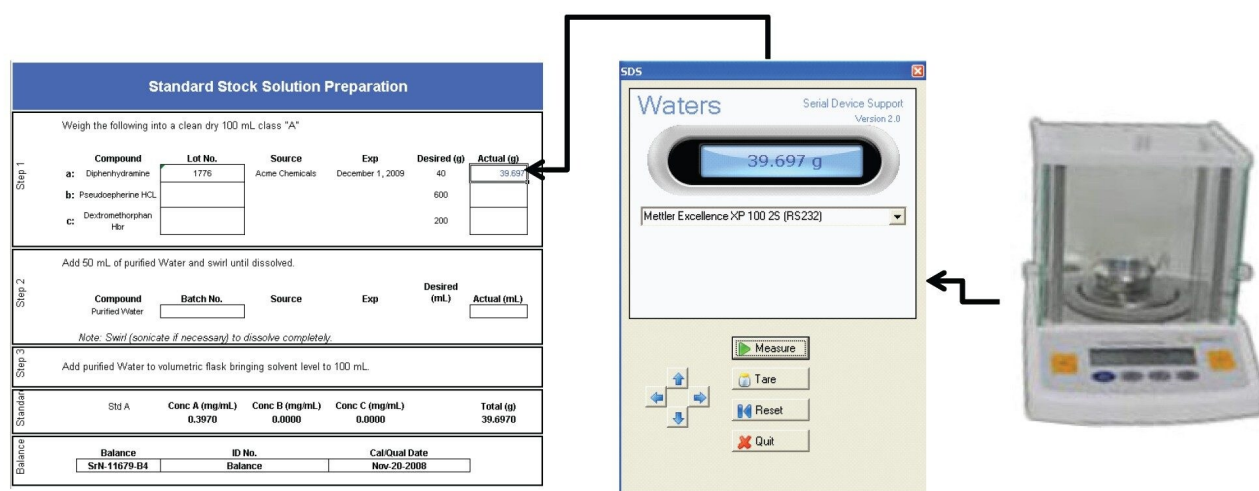 Standard Stock Solution Preparation
Step 1
Weigh the following into a clean dry 100 mL class "A"
Compound Lot No. Source Exp Desired (g) Actual (g)
a: Diphenhydramine 1776 Acme Chemicals December 1, 2009 40 39.697
b: Pseudoepherine HCL 600
c: Dextromethorphan Hbr 200
Step 2
Add 50 mL of purified Water and swirl until dissolved.
Compound Batch No. Source Exp Desired (mL) Actual (mL)
Purified Water
Note: Swirl (sonicate if necessary) to dissolve completely.
Step 3
Add purified Water to volumetric flask bringing solvent level to 100 mL.
Standar
Std A Conc A (mg/mL) Conc B (mg/mL) Conc C (mg/mL) Total (g)
0.3970 0.0000 0.0000 39.6970
Balance
Balance ID No. Cal/Qual Date
SrN-11679-B4 Balance Nov-20-2008
SDS
Waters
Serial Device Support
Version 2.0
39.697 g
Mettler Excellence XP 100 2S (RS232)
Measure
Tare
Reset
Quit